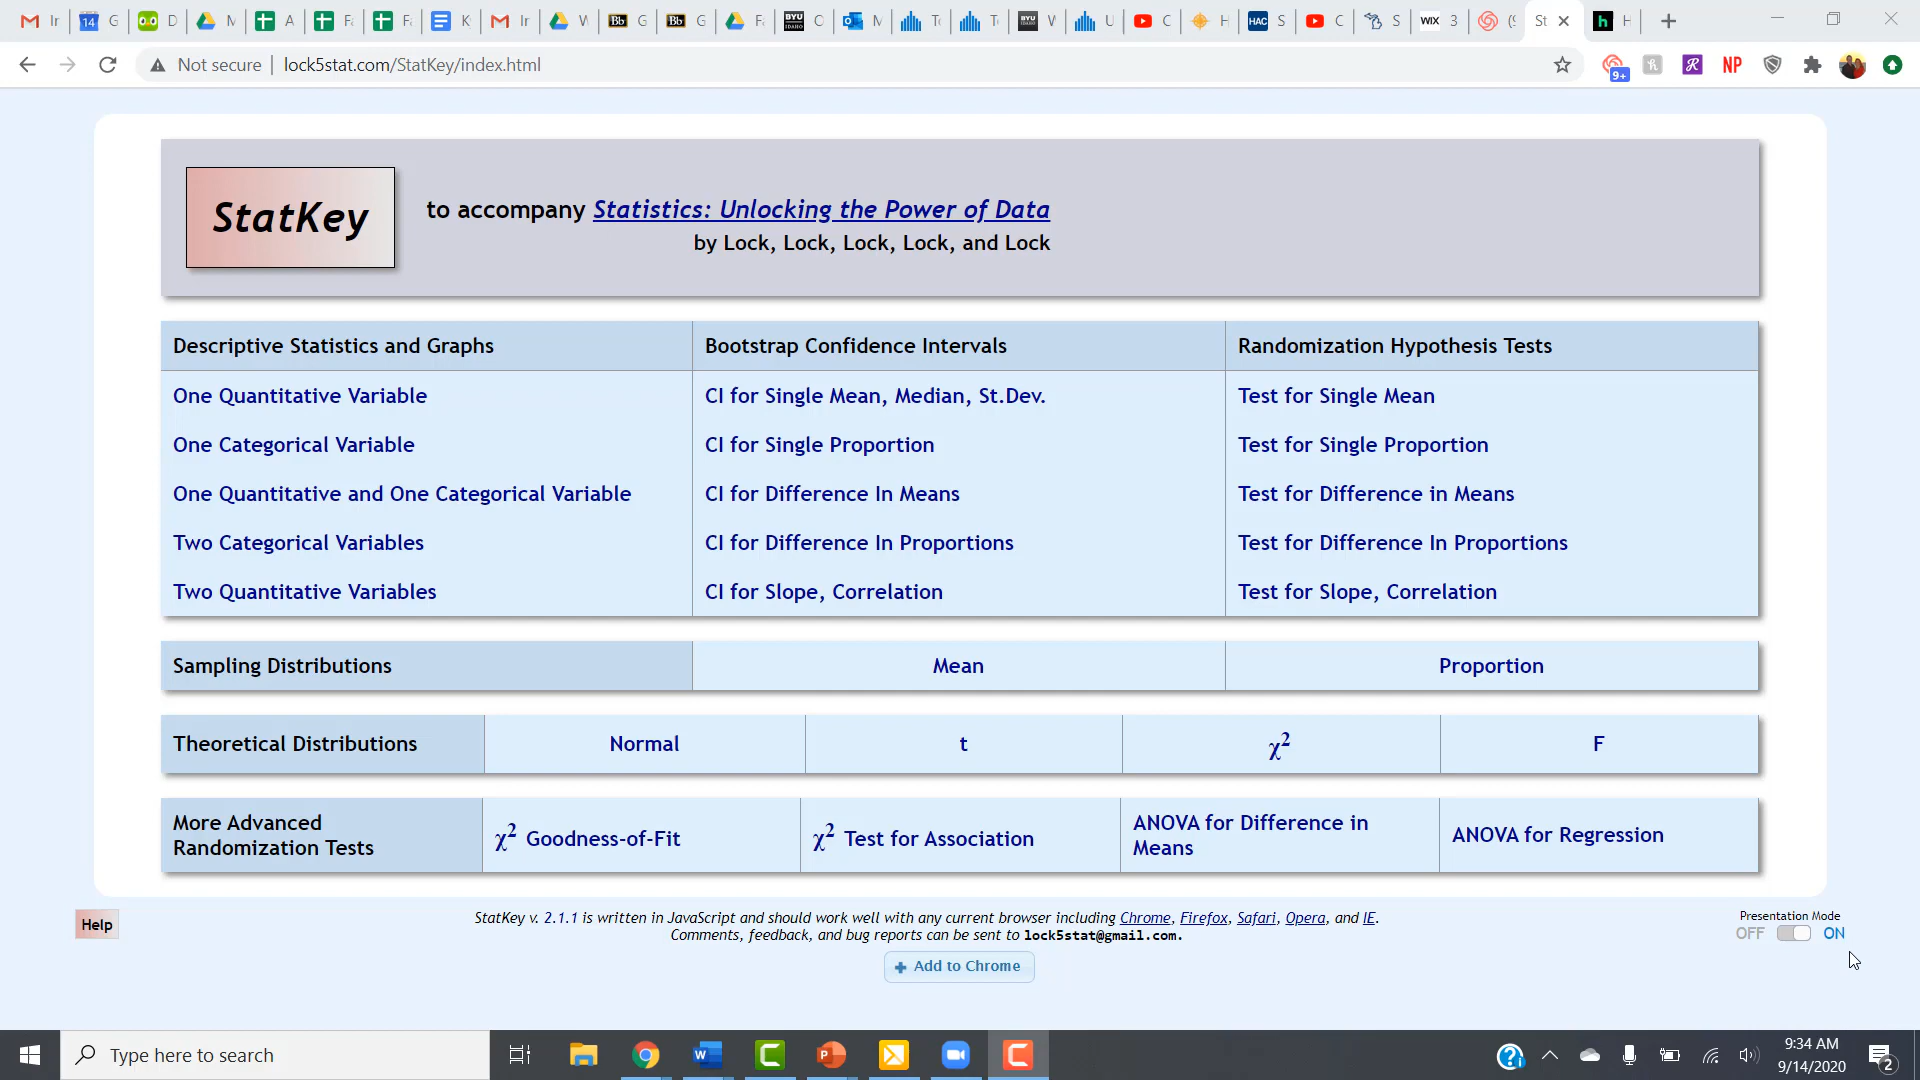 Not secure | lock5stat.com/StatKey/index.html
9+
StatKey
to accompany Statistics: Unlocking the Power of Data
by Lock, Lock, Lock, Lock, and Lock
Descriptive Statistics and Graphs
Bootstrap Confidence Intervals
Randomization Hypothesis Tests
One Quantitative Variable
CI for Single Mean, Median, St.Dev.
Test for Single Mean
One Categorical Variable
CI for Single Proportion
Test for Single Proportion
One Quantitative and One Categorical Variable
CI for Difference In Means
Test for Difference in Means
Two Categorical Variables
CI for Difference In Proportions
Test for Difference In Proportions
Two Quantitative Variables
CI for Slope, Correlation
Test for Slope, Correlation
Sampling Distributions
Mean
Proportion
Theoretical Distributions
Normal
t
χ²
F
More Advanced
Randomization Tests
χ² Goodness-of-Fit
χ² Test for Association
ANOVA for Difference in
Means
ANOVA for Regression
Help
StatKey v. 2.1.1 is written in JavaScript and should work well with any current browser including Chrome, Firefox, Safari, Opera, and IE.
Comments, feedback, and bug reports can be sent to lock5stat@gmail.com.
Add to Chrome
Presentation Mode
OFF ON
Type here to search
9:34 AM
9/14/2020
2